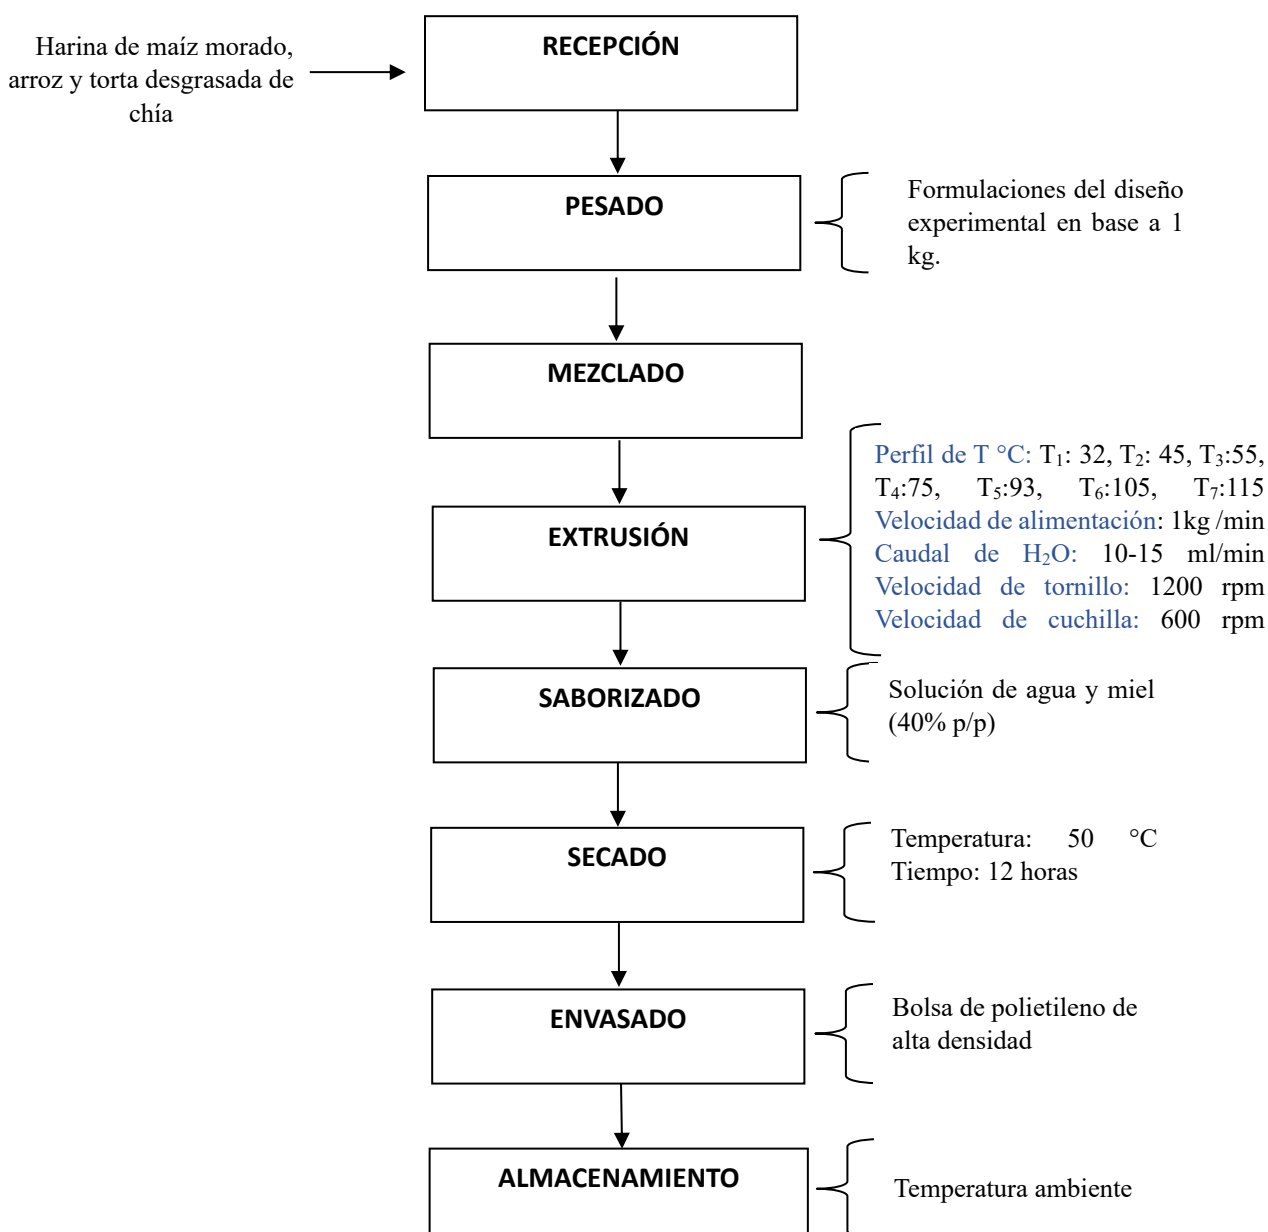 RECEPCIÓN
Harina de maíz morado,
arroz y torta desgrasada de
chía
PESADO
Formulaciones del diseño
experimental en base a 1
kg.
MEZCLADO
EXTRUSIÓN
Perfil de T °C: T₁: 32, T₂: 45, T₃:55,
T₄:75, T₅:93, T₆:105, T₇:115
Velocidad de alimentación: 1kg /min
Caudal de H₂O: 10-15 ml/min
Velocidad de tornillo: 1200 rpm
Velocidad de cuchilla: 600 rpm
SABORIZADO
Solución de agua y miel
(40% p/p)
SECADO
Temperatura: 50 °C
Tiempo: 12 horas
ENVASADO
Bolsa de polietileno de
alta densidad
ALMACENAMIENTO
Temperatura ambiente